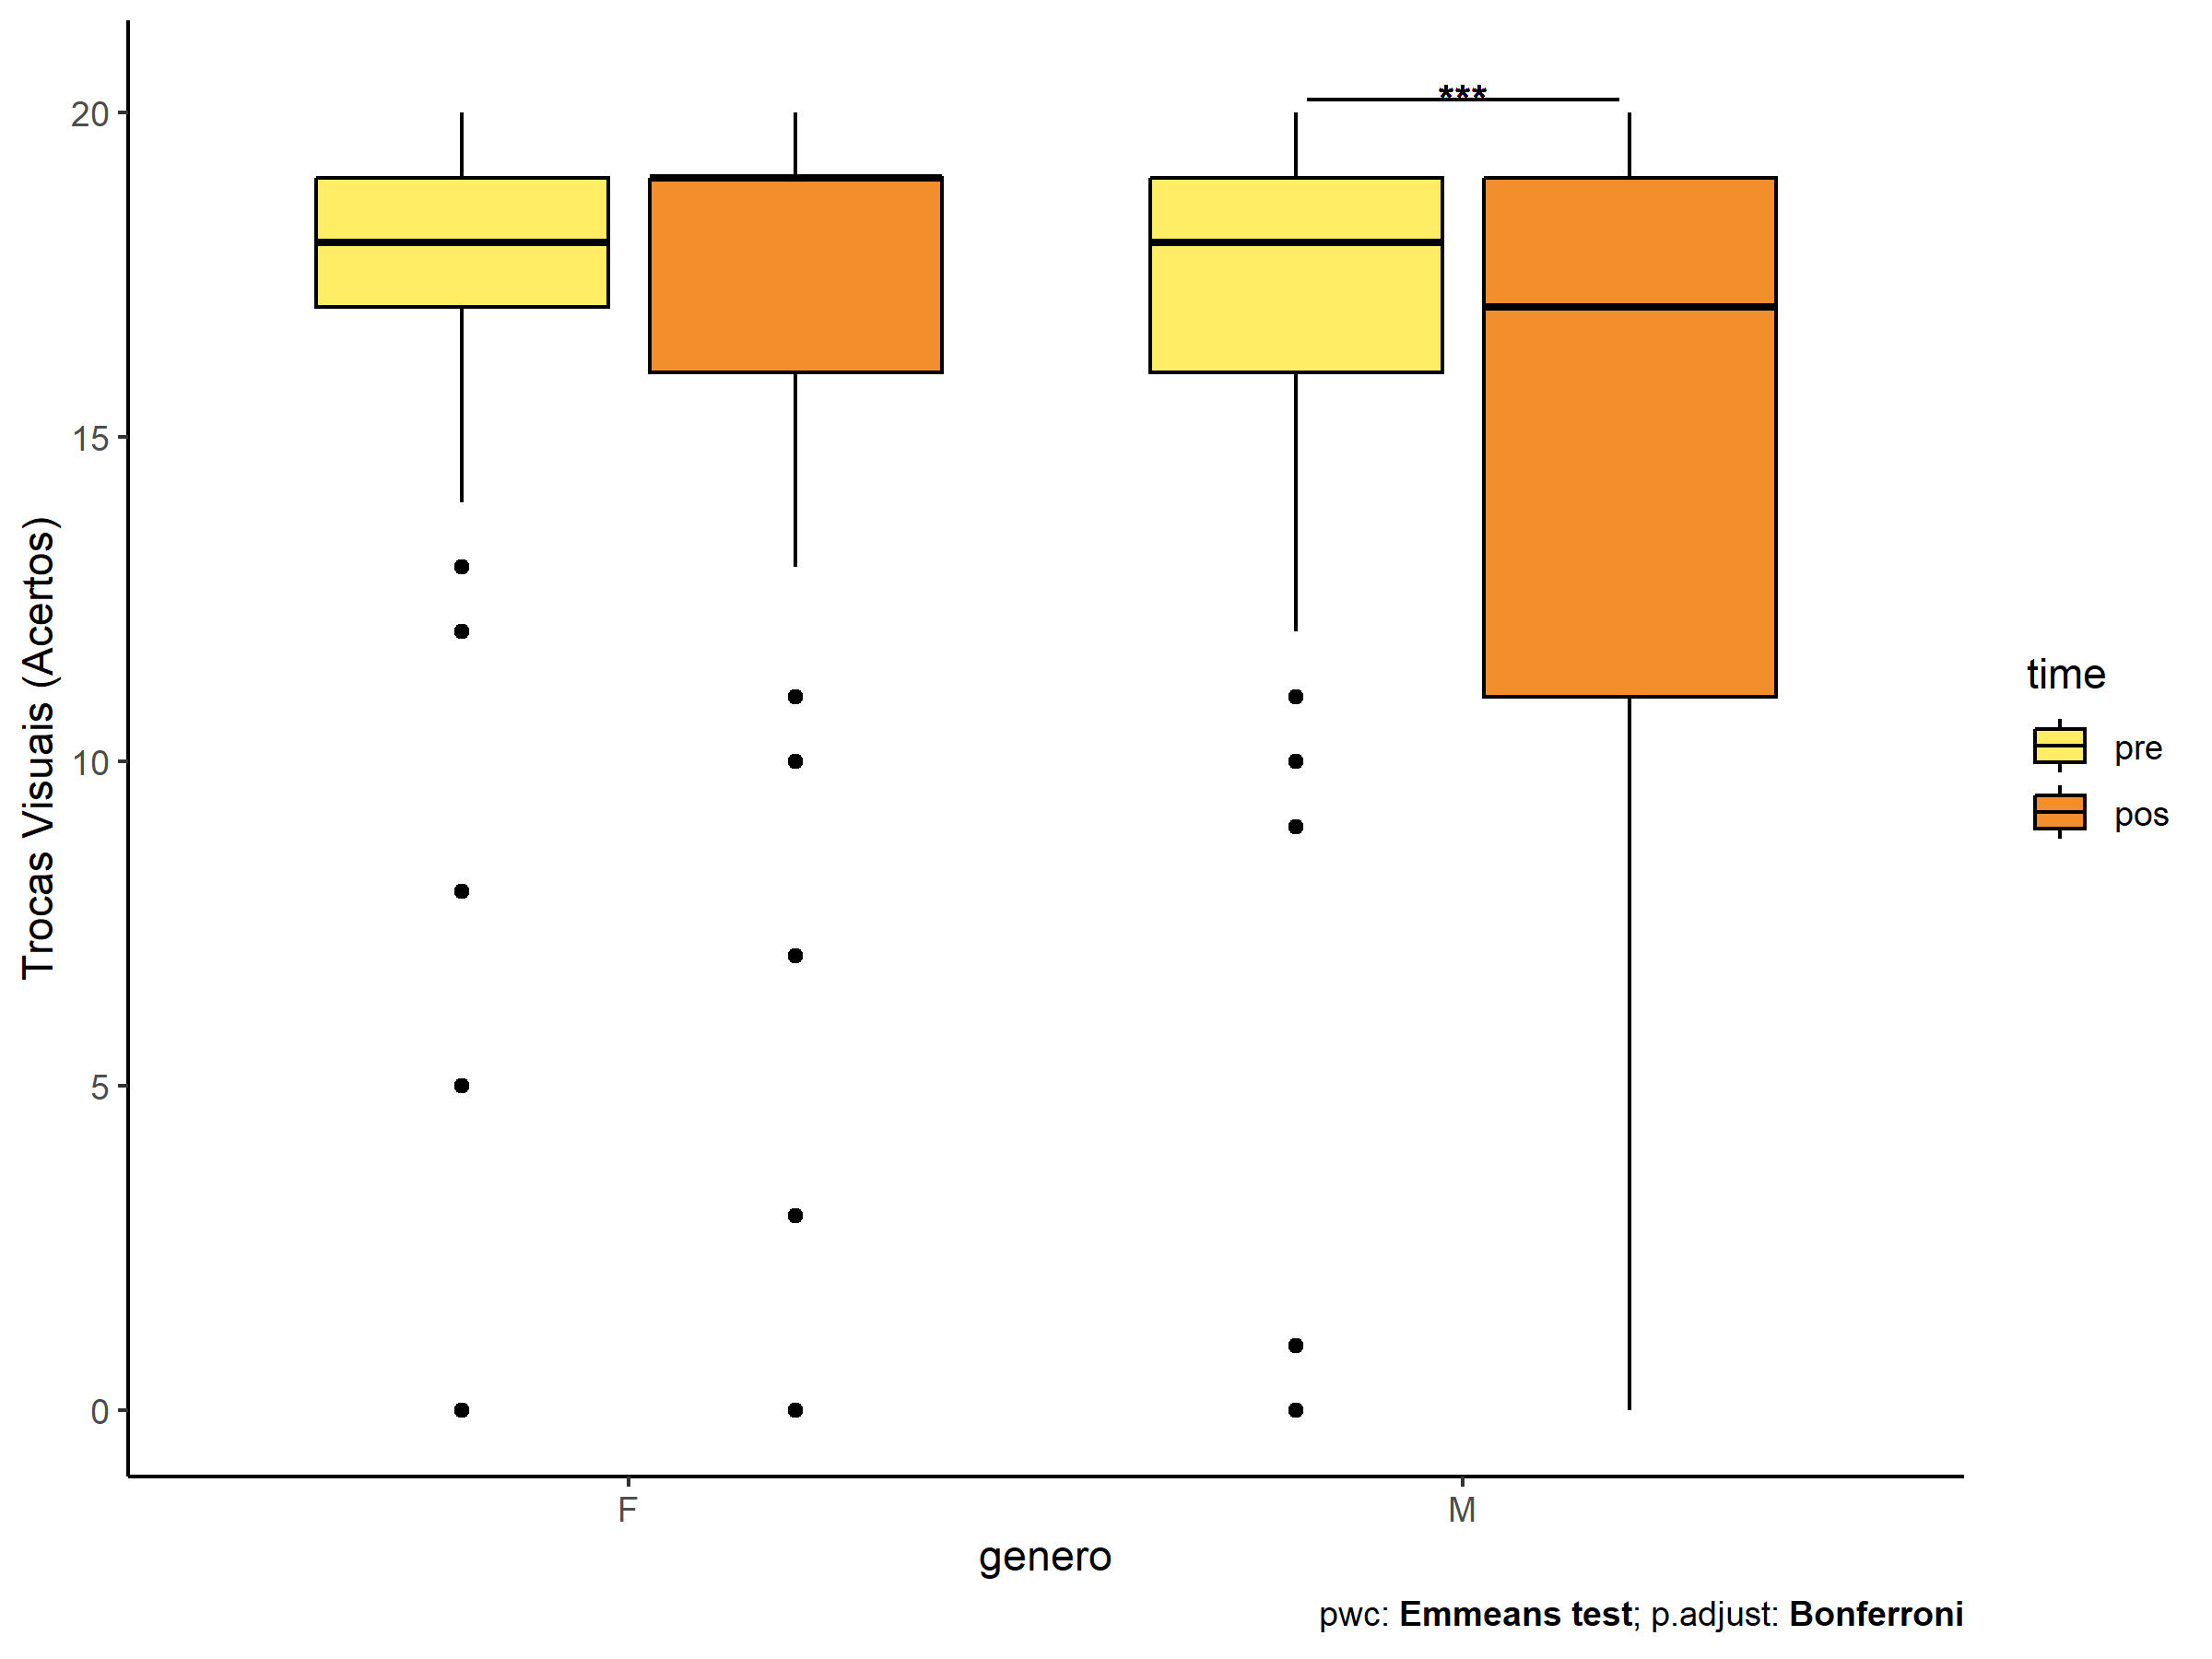 ***
20
15
10
5
0
Trocas Visuais (Acertos)
F
M
genero
time
pre
pos
pwc: Emmeans test; p.adjust: Bonferroni